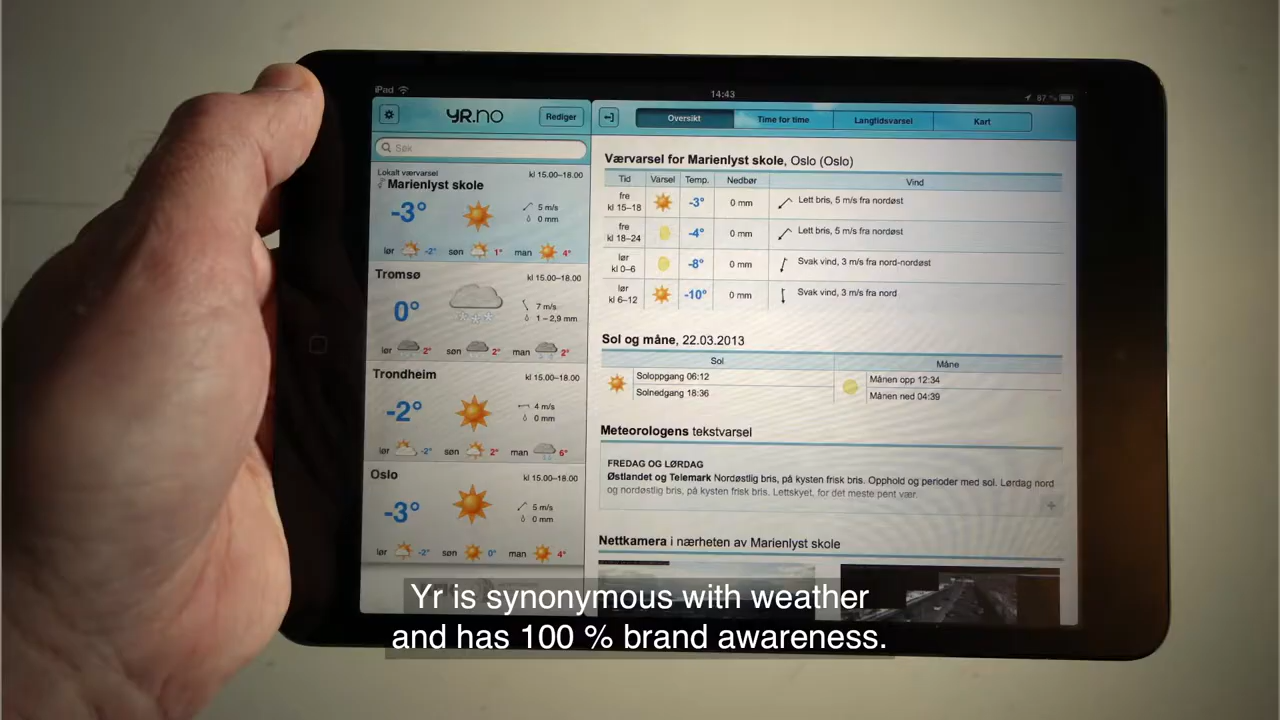 iPad
14:43
87 %
YR.NO
Rediger
Søk
Lokalt værvarsel
kl 15.00–18.00
Marienlyst skole
-3°
5 m/s
0 mm
lør -2° søn 1° man 4°
Tromsø
kl 15.00–18.00
0°
7 m/s
1 – 2,9 mm
lør 2° søn 2° man 2°
Trondheim
kl 15.00–18.00
-2°
4 m/s
0 mm
lør -2° søn 2° man 6°
Oslo
kl 15.00–18.00
-3°
5 m/s
0 mm
lør -2° søn 0° man 4°
Oversikt Time for time Langtidsvarsel Kart
Værvarsel for Marienlyst skole, Oslo (Oslo)
Tid Varsel Temp. Nedbør Vind
fre
kl 15–18 -3° 0 mm Lett bris, 5 m/s fra nordøst
fre
kl 18–24 -4° 0 mm Lett bris, 5 m/s fra nordøst
lør
kl 0–6 -8° 0 mm Svak vind, 3 m/s fra nord-nordøst
lør
kl 6–12 -10° 0 mm Svak vind, 3 m/s fra nord
Sol og måne, 22.03.2013
Sol Måne
Soloppgang 06:12 Månen opp 12:34
Solnedgang 18:36 Månen ned 04:39
Meteorologens tekstvarsel
FREDAG OG LØRDAG
Østlandet og Telemark Nordøstlig bris, på kysten frisk bris. Opphold og perioder med sol. Lørdag nord
og nordøstlig bris, på kysten frisk bris. Lettskyet, for det meste pent vær.
Nettkamera i nærheten av Marienlyst skole
Yr is synonymous with weather
and has 100 % brand awareness.